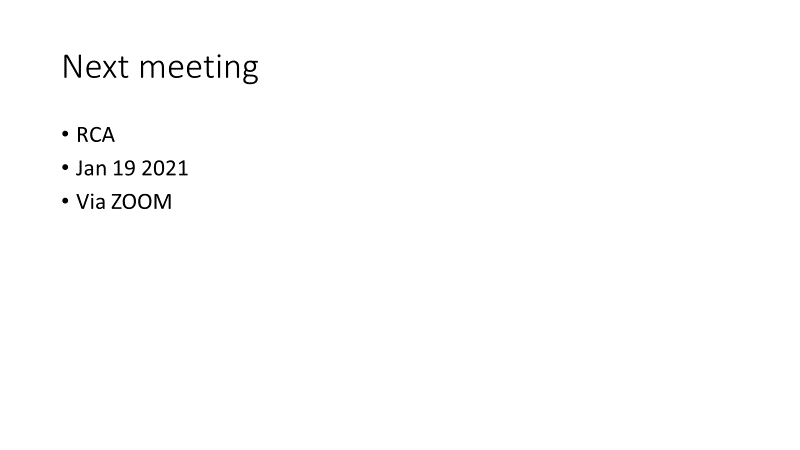 Next meeting
• RCA
• Jan 19 2021
• Via ZOOM